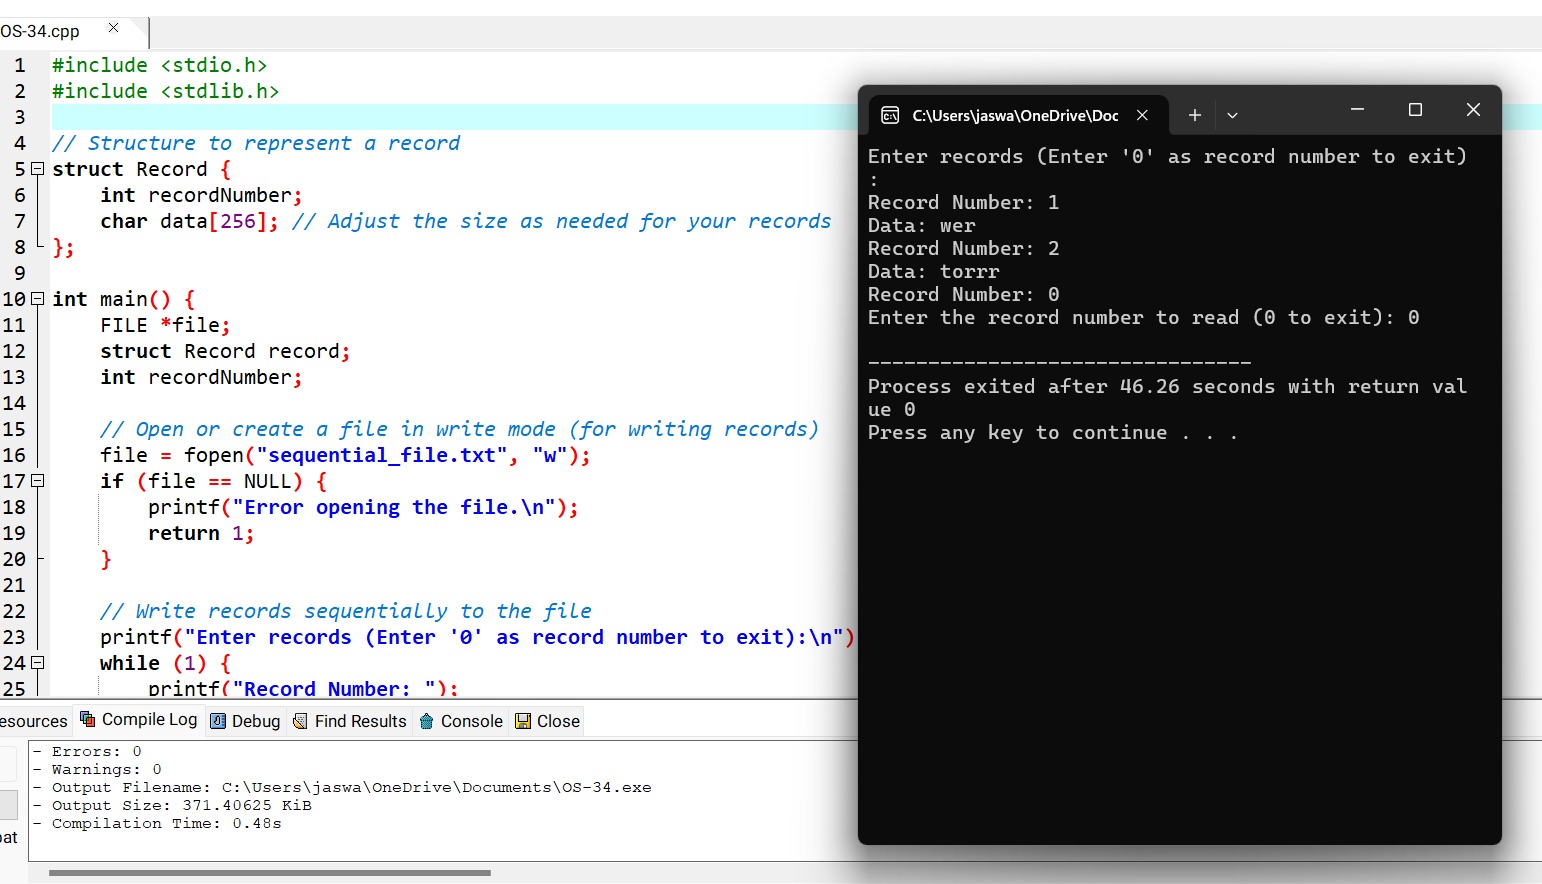 OS-34.cpp
1 #include <stdio.h>
2 #include <stdlib.h>
3
4 // Structure to represent a record
5 struct Record {
6 int recordNumber;
7 char data[256]; // Adjust the size as needed for your records
8 };
9
10 int main() {
11 FILE *file;
12 struct Record record;
13 int recordNumber;
14
15 // Open or create a file in write mode (for writing records)
16 file = fopen("sequential_file.txt", "w");
17 if (file == NULL) {
18 printf("Error opening the file.\n");
19 return 1;
20 }
21
22 // Write records sequentially to the file
23 printf("Enter records (Enter '0' as record number to exit):\n")
24 while (1) {
25 printf("Record Number: ");
C:\Users\jaswa\OneDrive\Doc
Enter records (Enter '0' as record number to exit)
:
Record Number: 1
Data: wer
Record Number: 2
Data: torrr
Record Number: 0
Enter the record number to read (0 to exit): 0
--------------------------------
Process exited after 46.26 seconds with return val
ue 0
Press any key to continue . . .
esources Compile Log Debug Find Results Console Close
- Errors: 0
- Warnings: 0
- Output Filename: C:\Users\jaswa\OneDrive\Documents\OS-34.exe
- Output Size: 371.40625 KiB
- Compilation Time: 0.48s
pat